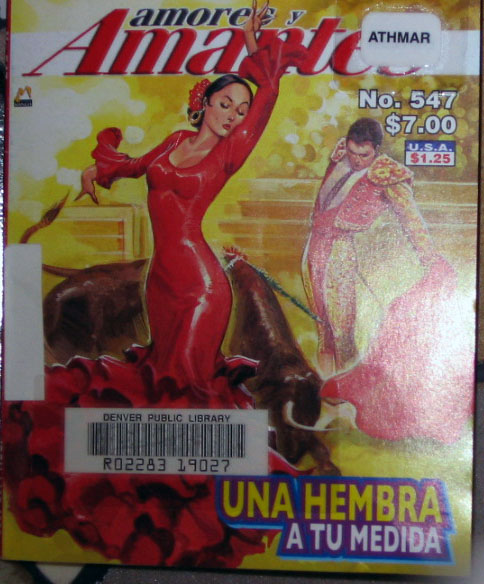 amores y
Amantes
ATHMAR
No. 547
$7.00
U.S.A.
$1.25
DENVER PUBLIC LIBRARY
R02283 19027
UNA HEMBRA
A TU MEDIDA